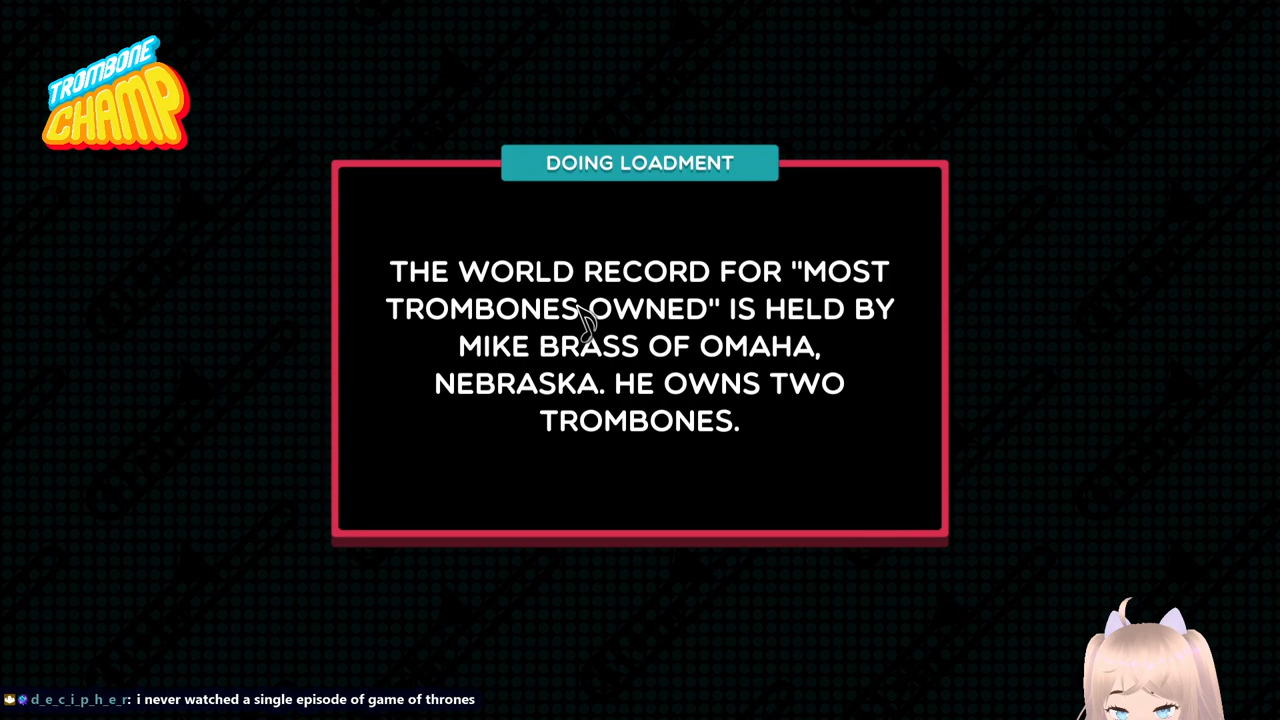 TROMBONE
CHAMP
DOING LOADMENT
THE WORLD RECORD FOR "MOST
TROMBONES OWNED" IS HELD BY
MIKE BRASS OF OMAHA,
NEBRASKA. HE OWNS TWO
TROMBONES.
d_e_c_i_p_h_e_r: i never watched a single episode of game of thrones